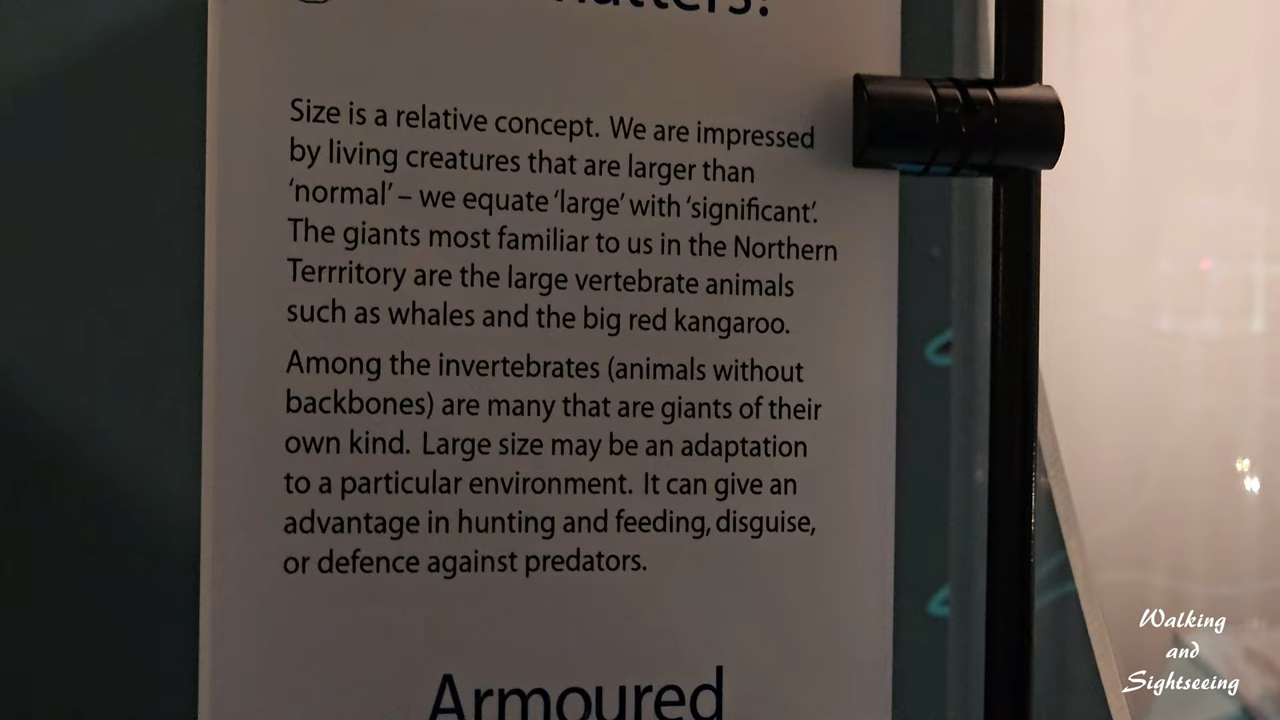 matters?
Size is a relative concept. We are impressed
by living creatures that are larger than
‘normal’ – we equate ‘large’ with ‘significant’.
The giants most familiar to us in the Northern
Terrritory are the large vertebrate animals
such as whales and the big red kangaroo.
Among the invertebrates (animals without
backbones) are many that are giants of their
own kind. Large size may be an adaptation
to a particular environment. It can give an
advantage in hunting and feeding, disguise,
or defence against predators.
Armoured
Walking
and
Sightseeing